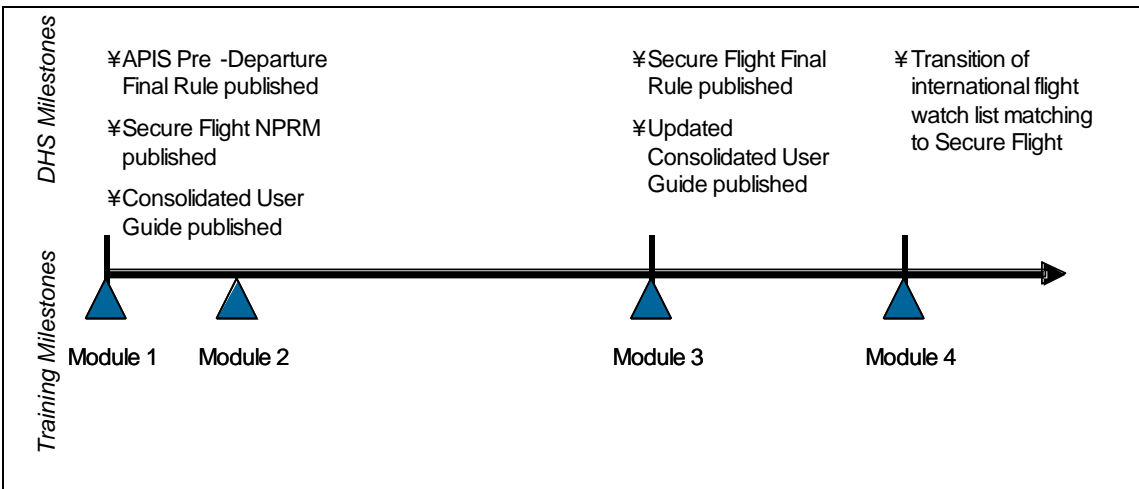 DHS Milestones
¥APIS Pre -Departure
Final Rule published
¥Secure Flight NPRM
published
¥Consolidated User
Guide published
¥Secure Flight Final
Rule published
¥Updated
Consolidated User
Guide published
¥Transition of
international flight
watch list matching
to Secure Flight
Training Milestones
Module 1
Module 2
Module 3
Module 4